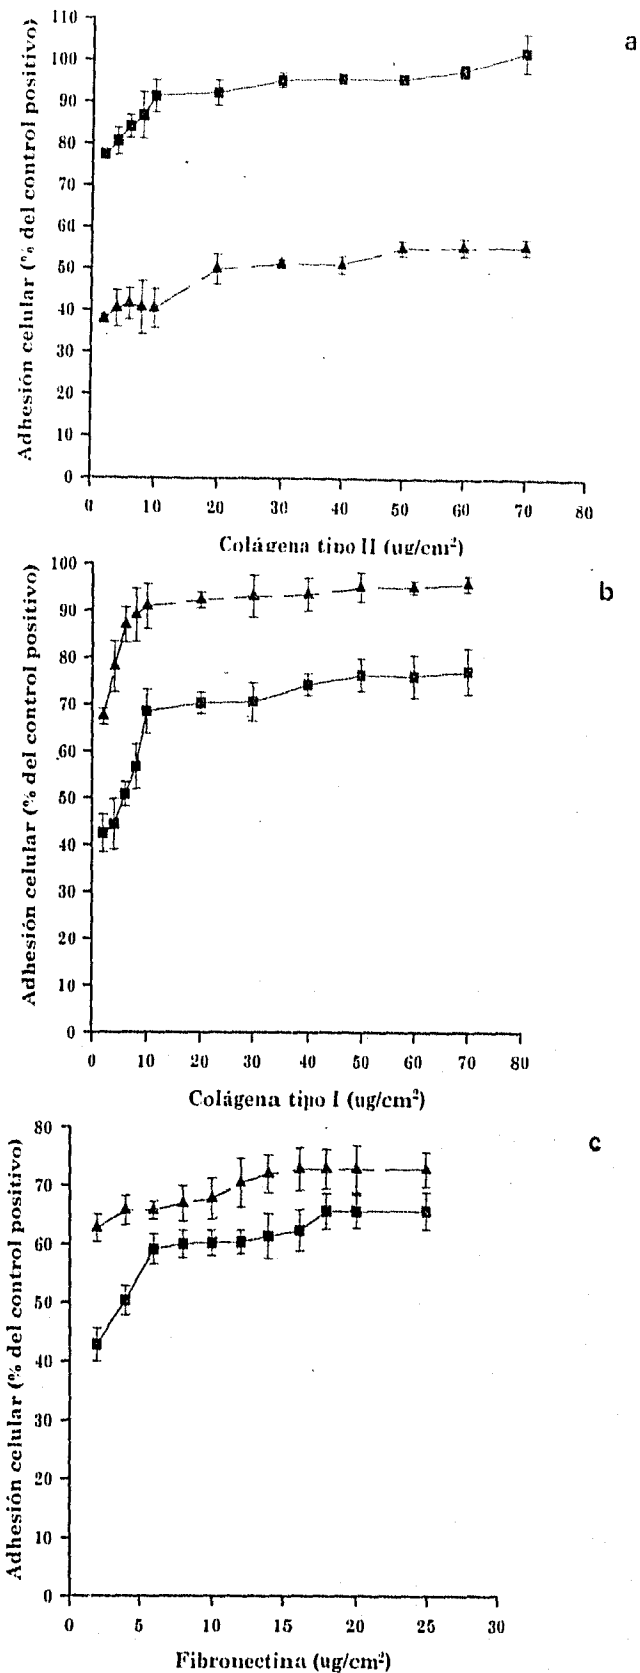 a
Adhesión celular (% del control positivo)
110
100
90
80
70
60
50
40
30
20
10
0
0 10 20 30 40 50 60 70 80
Colágena tipo II (ug/cm²)
b
Adhesión celular (% del control positivo)
100
90
80
70
60
50
40
30
20
10
0
0 10 20 30 40 50 60 70 80
Colágena tipo I (ug/cm²)
c
Adhesión celular (% del control positivo)
80
70
60
50
40
30
20
10
0
0 5 10 15 20 25 30
Fibronectina (ug/cm²)